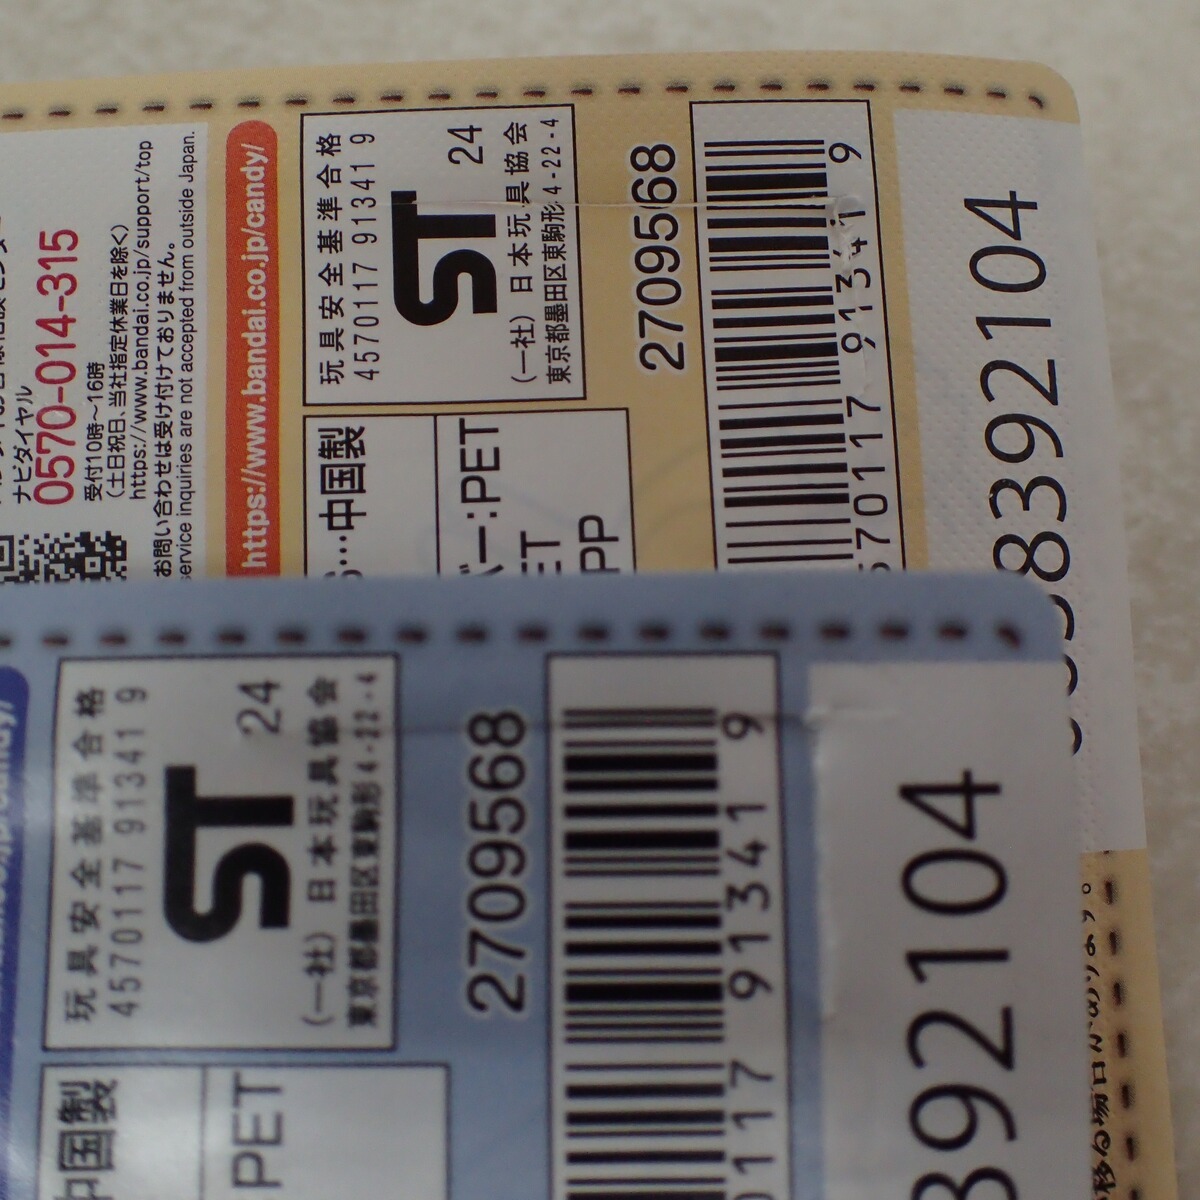 ナビダイヤル
0570-014-315
受付10時～16時
(土日祝日、当社指定休業日を除く)
https://www.bandai.co.jp/support/top
お問い合わせは受け付けておりません。
service inquiries are not accepted from outside Japan.
https://www.bandai.co.jp/candy/
玩具安全基準合格
4570117 91341 9
ST 24
(一社)日本玩具協会
東京都墨田区東駒形4-22-4
…中国製
バー:PET
ET
PP
2709568
70117 91341 9
8392104
candy/
玩具安全基準合格
4570117 91341 9
ST 24
(一社)日本玩具協会
東京都墨田区東駒形4-22-4
中国製
:PET
2709568
0117 91341 9
392104